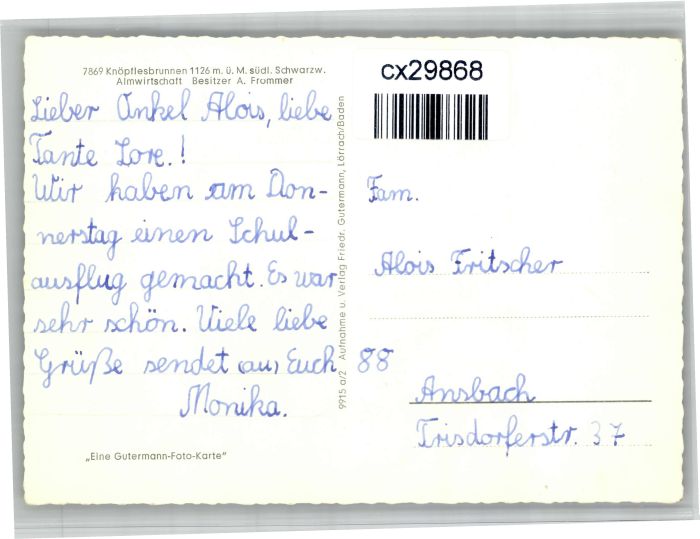 7869 Knöpflesbrunnen 1126 m. ü. M. südl. Schwarzw.
Almwirtschaft Besitzer A. Frommer
Lieber Onkel Alois, liebe
Tante Lore.!
Wir haben am Don-
nerstag einen Schul-
ausflug gemacht. Es war
sehr schön. Viele liebe
Grüße sendet an Euch
Monika.
„Eine Gutermann-Foto-Karte"
9915 a/2 Aufnahme u. Verlag Friedr. Gutermann, Lörrach/Baden
cx29868
Fam.
Alois Fritscher
88
Ansbach
Trisdorferstr. 37